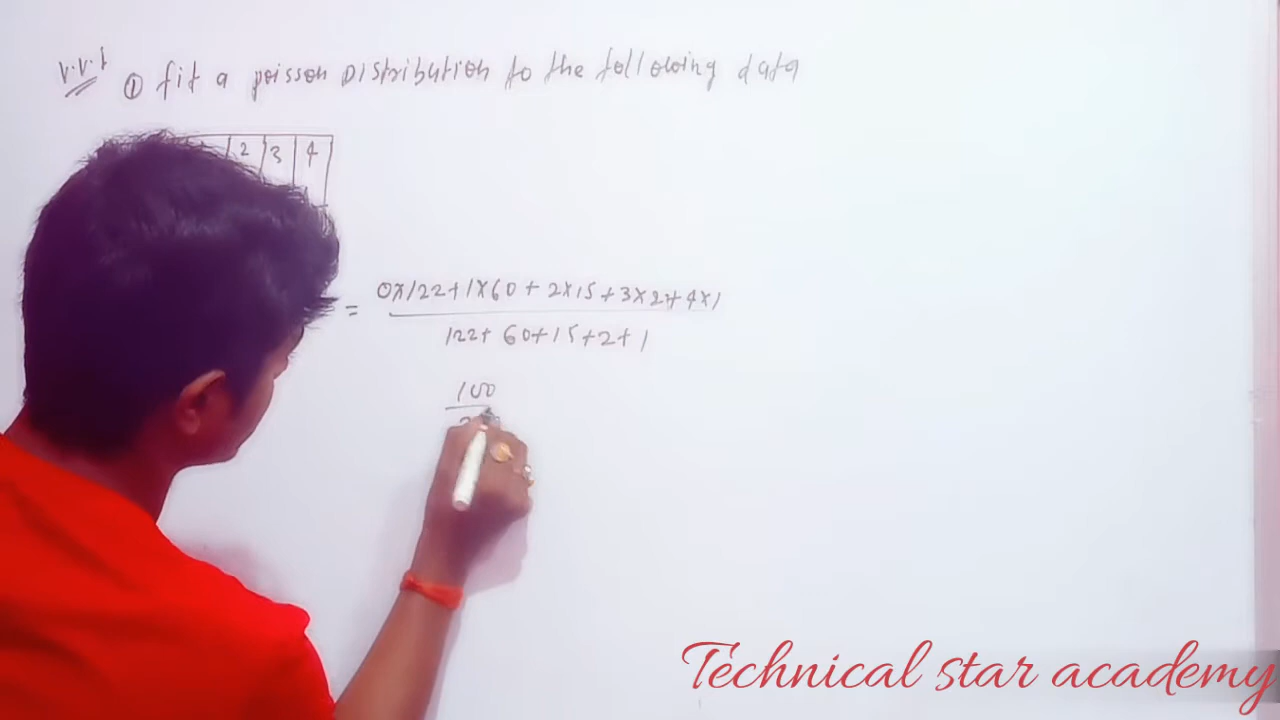 v.v.I
① fit a poisson Distribution to the following data
2 3 4
= 0×122+1×60+2×15+3×2+4×1
122+60+15+2+1
100
Technical star academy